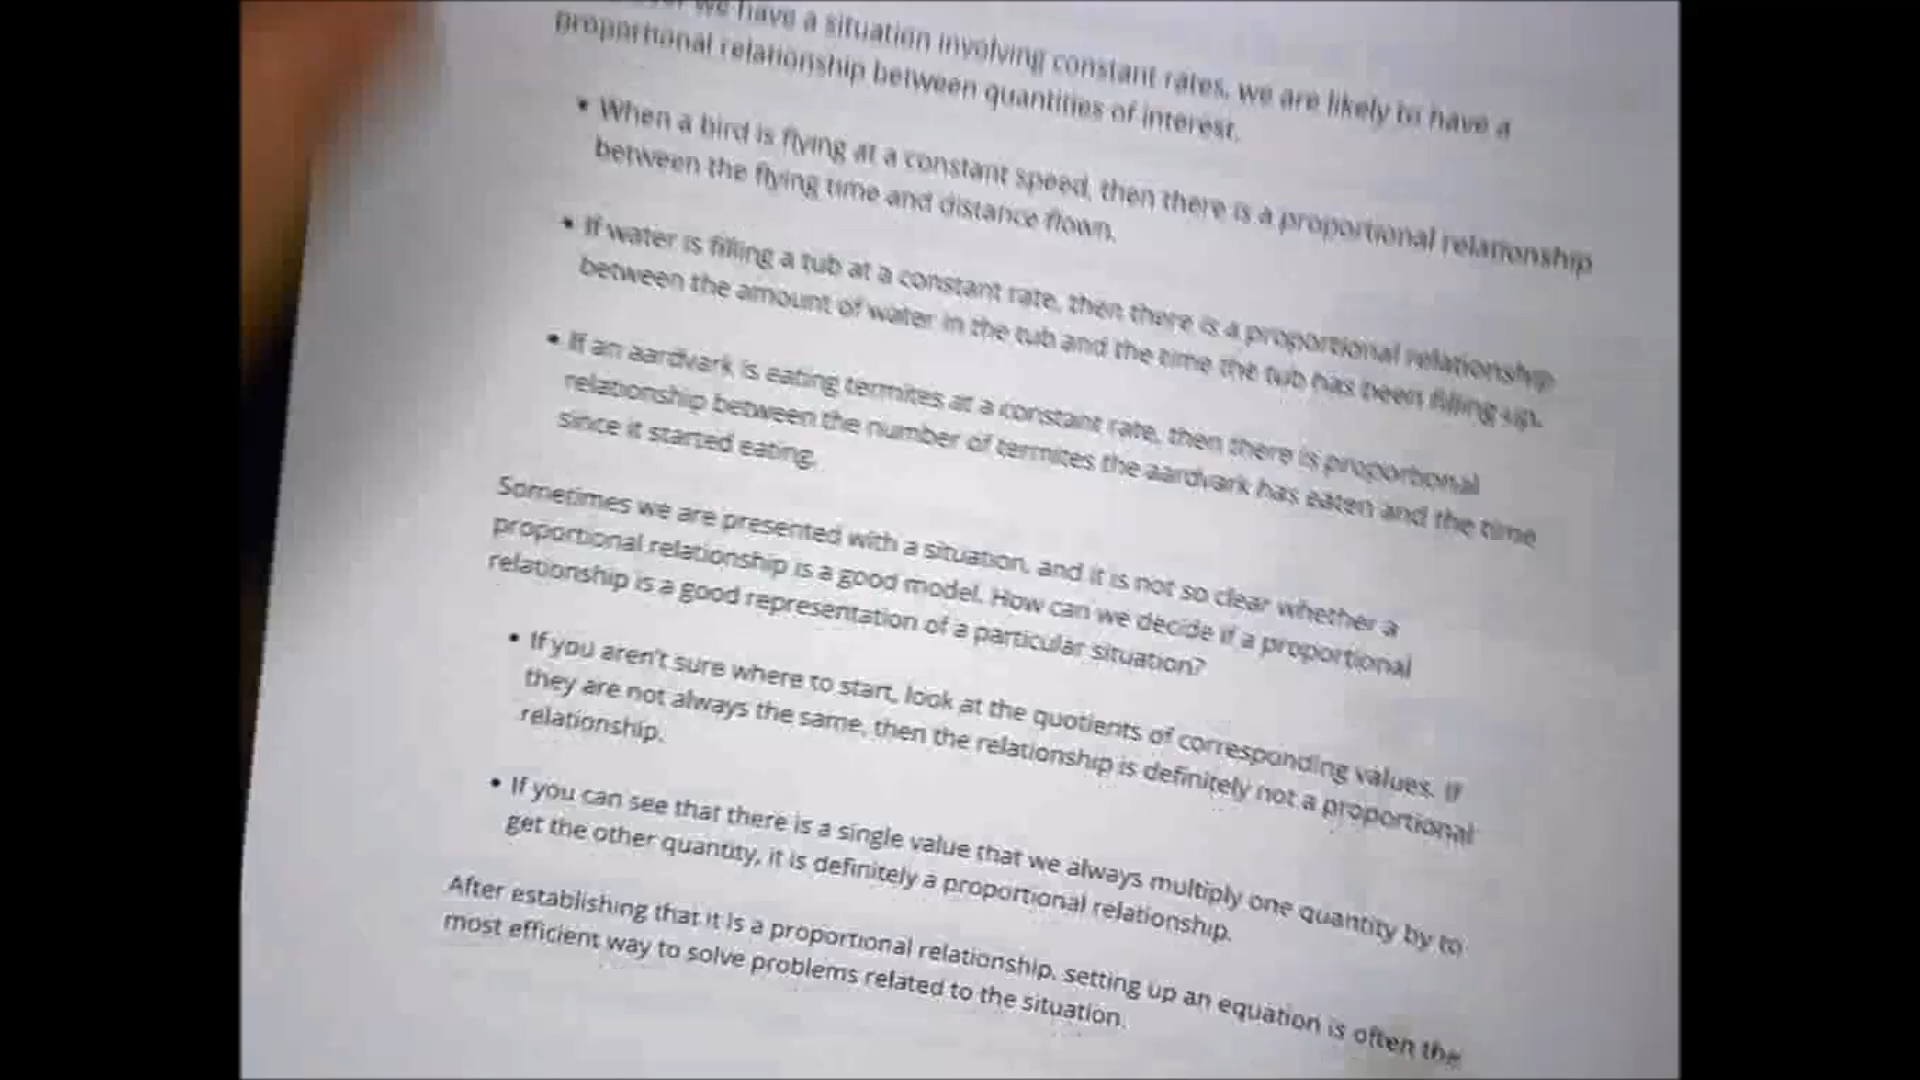 we have a situation involving constant rates, we are likely to have a
proportional relationship between quantities of interest.
• When a bird is flying at a constant speed, then there is a proportional relationship
between the flying time and distance flown.
• If water is filling a tub at a constant rate, then there is a proportional relationship
between the amount of water in the tub and the time the tub has been filling up.
• If an aardvark is eating termites at a constant rate, then there is proportional
relationship between the number of termites the aardvark has eaten and the time
since it started eating.
Sometimes we are presented with a situation, and it is not so clear whether a
proportional relationship is a good model. How can we decide if a proportional
relationship is a good representation of a particular situation?
• If you aren't sure where to start, look at the quotients of corresponding values. If
they are not always the same, then the relationship is definitely not a proportional
relationship.
• If you can see that there is a single value that we always multiply one quantity by to
get the other quantity, it is definitely a proportional relationship.
After establishing that it is a proportional relationship, setting up an equation is often the
most efficient way to solve problems related to the situation.